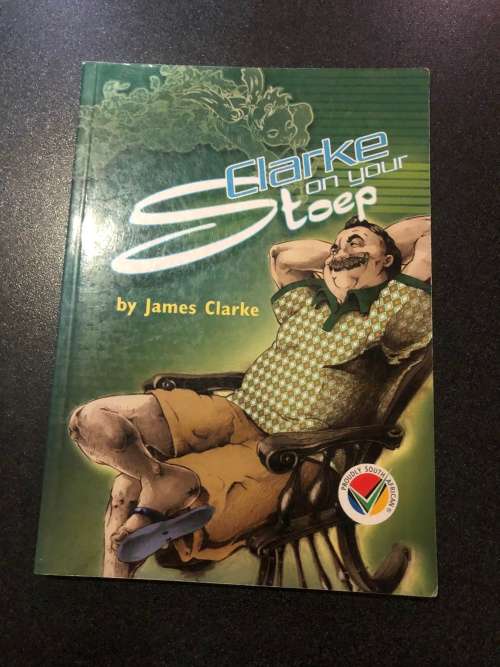 Clarke
on your
Stoep
by James Clarke
PROUDLY SOUTH AFRICAN